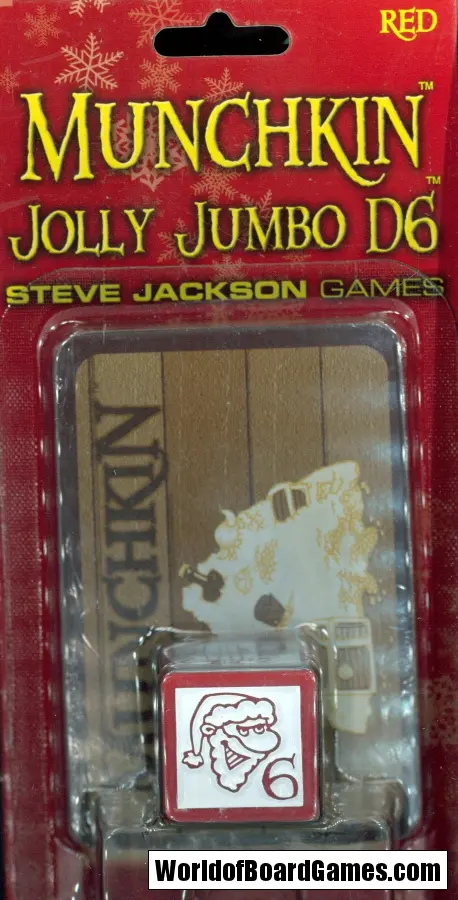 RED
MUNCHKIN™
JOLLY JUMBO D6™
STEVE JACKSON GAMES
MUNCHKIN
6
WorldofBoardGames.com